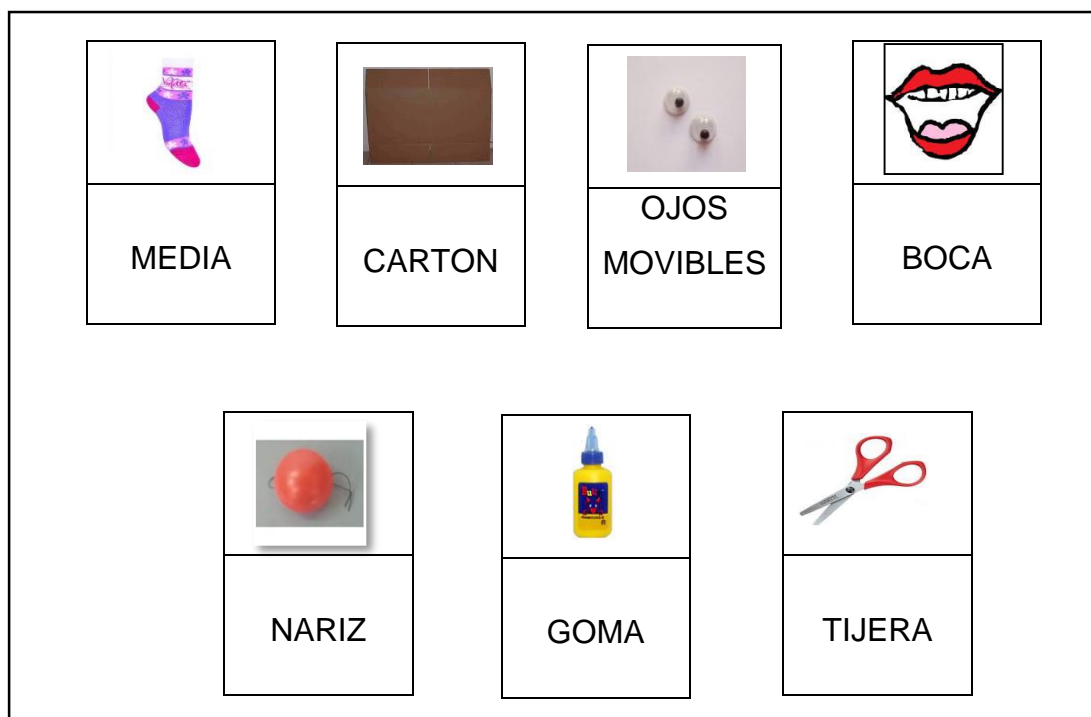 MEDIA
CARTON
OJOS
MOVIBLES
BOCA
NARIZ
GOMA
TIJERA